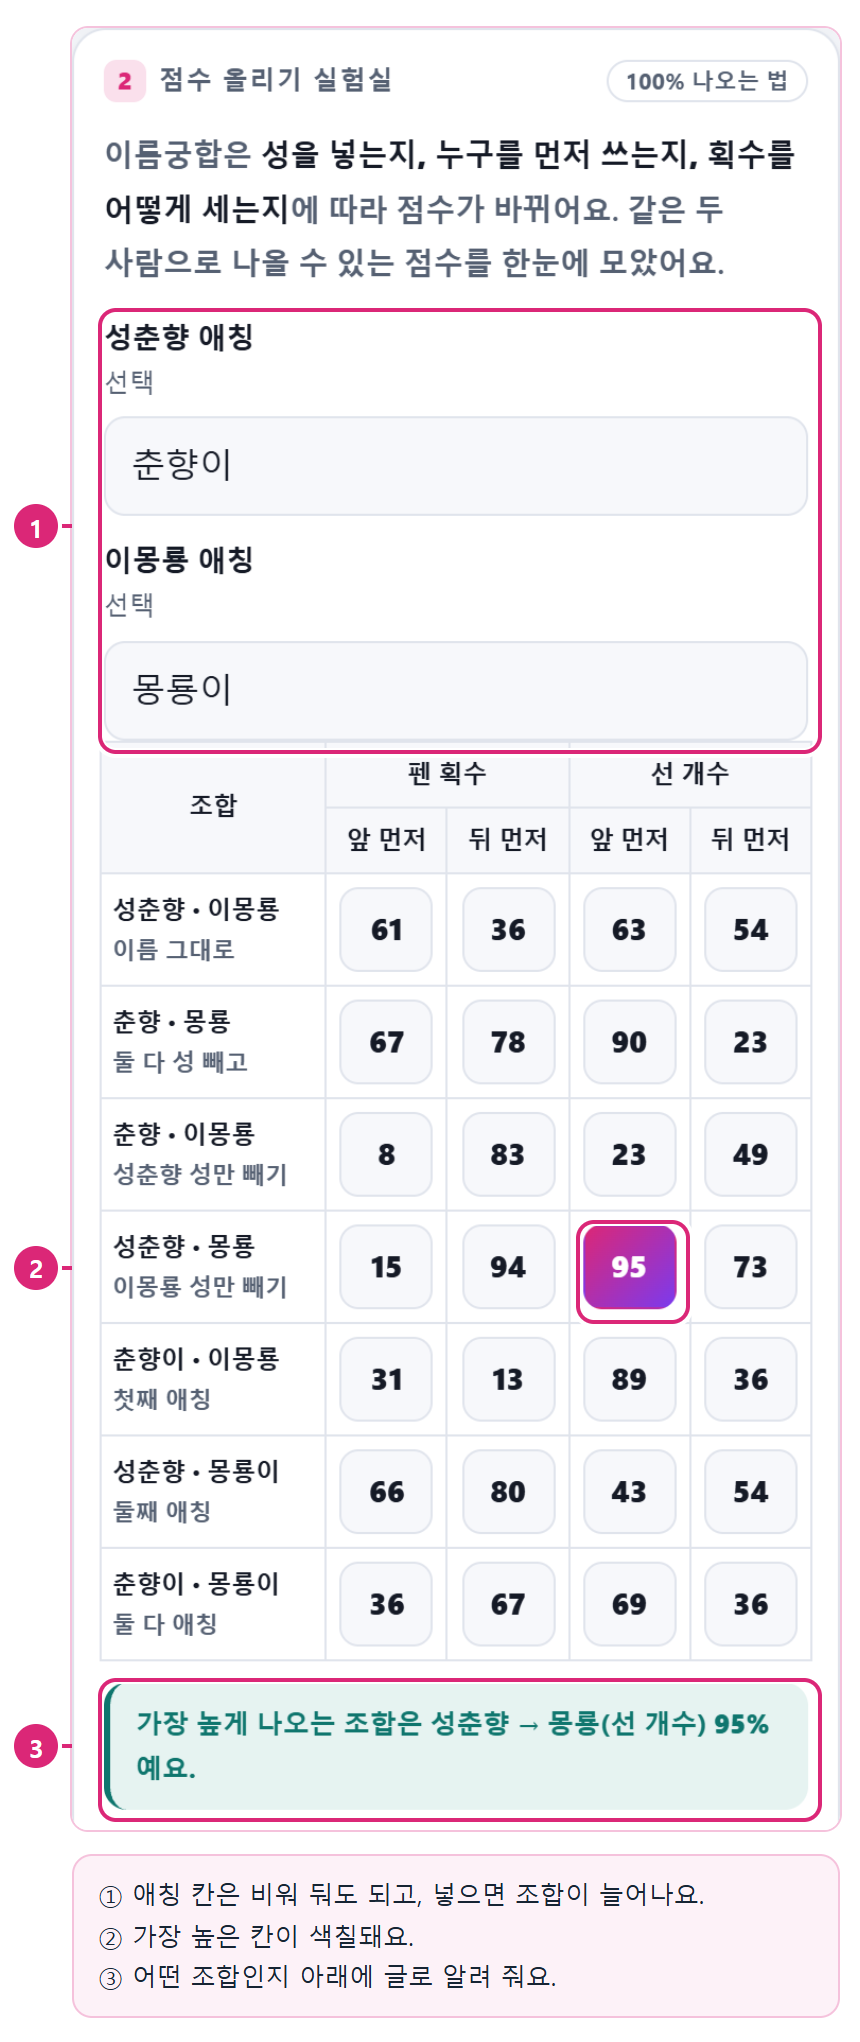 2 점수 올리기 실험실 100% 나오는 법
이름궁합은 성을 넣는지, 누구를 먼저 쓰는지, 획수를
어떻게 세는지에 따라 점수가 바뀌어요. 같은 두
사람으로 나올 수 있는 점수를 한눈에 모았어요.
성춘향 애칭
선택
춘향이
1
이몽룡 애칭
선택
몽룡이
조합 펜 획수 선 개수
앞 먼저 뒤 먼저 앞 먼저 뒤 먼저
성춘향 · 이몽룡
이름 그대로
61 36 63 54
춘향 · 몽룡
둘 다 성 빼고
67 78 90 23
춘향 · 이몽룡
성춘향 성만 빼기
8 83 23 49
2
성춘향 · 몽룡
이몽룡 성만 빼기
15 94 95 73
춘향이 · 이몽룡
첫째 애칭
31 13 89 36
성춘향 · 몽룡이
둘째 애칭
66 80 43 54
춘향이 · 몽룡이
둘 다 애칭
36 67 69 36
3
가장 높게 나오는 조합은 성춘향 → 몽룡(선 개수) 95%
예요.
① 애칭 칸은 비워 둬도 되고, 넣으면 조합이 늘어나요.
② 가장 높은 칸이 색칠돼요.
③ 어떤 조합인지 아래에 글로 알려 줘요.